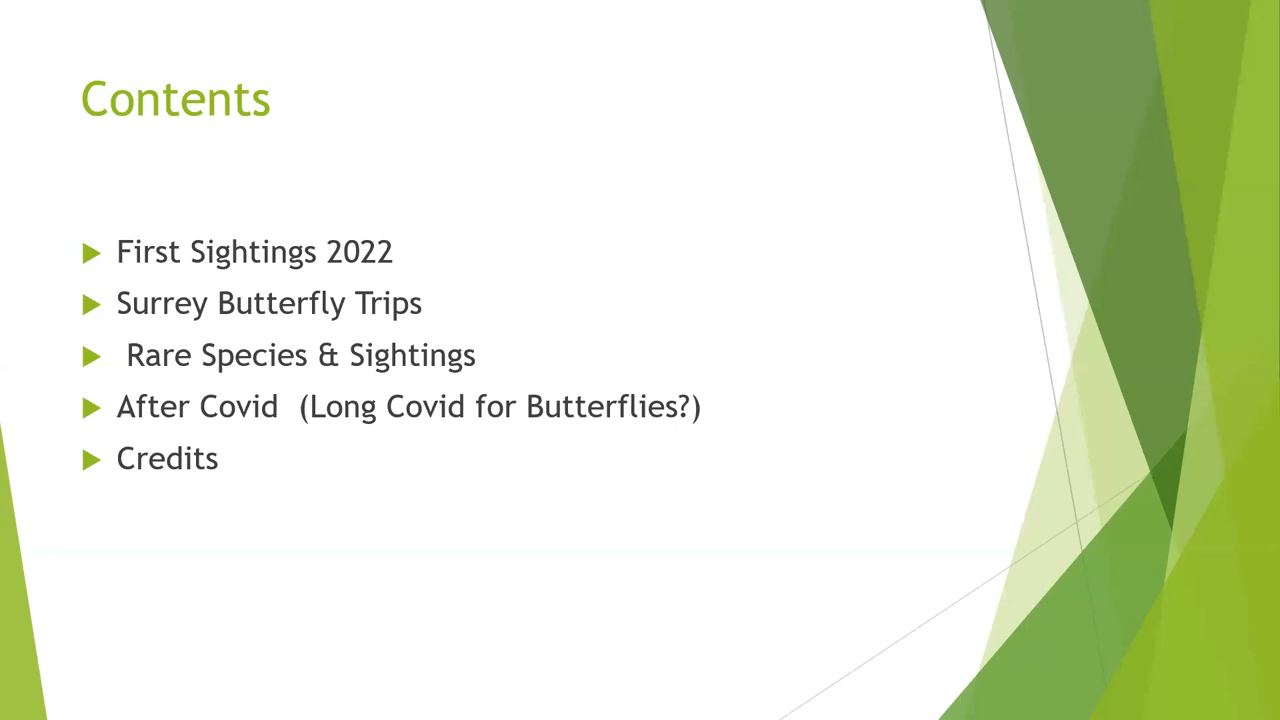 Contents
First Sightings 2022
Surrey Butterfly Trips
Rare Species & Sightings
After Covid  (Long Covid for Butterflies?)
Credits